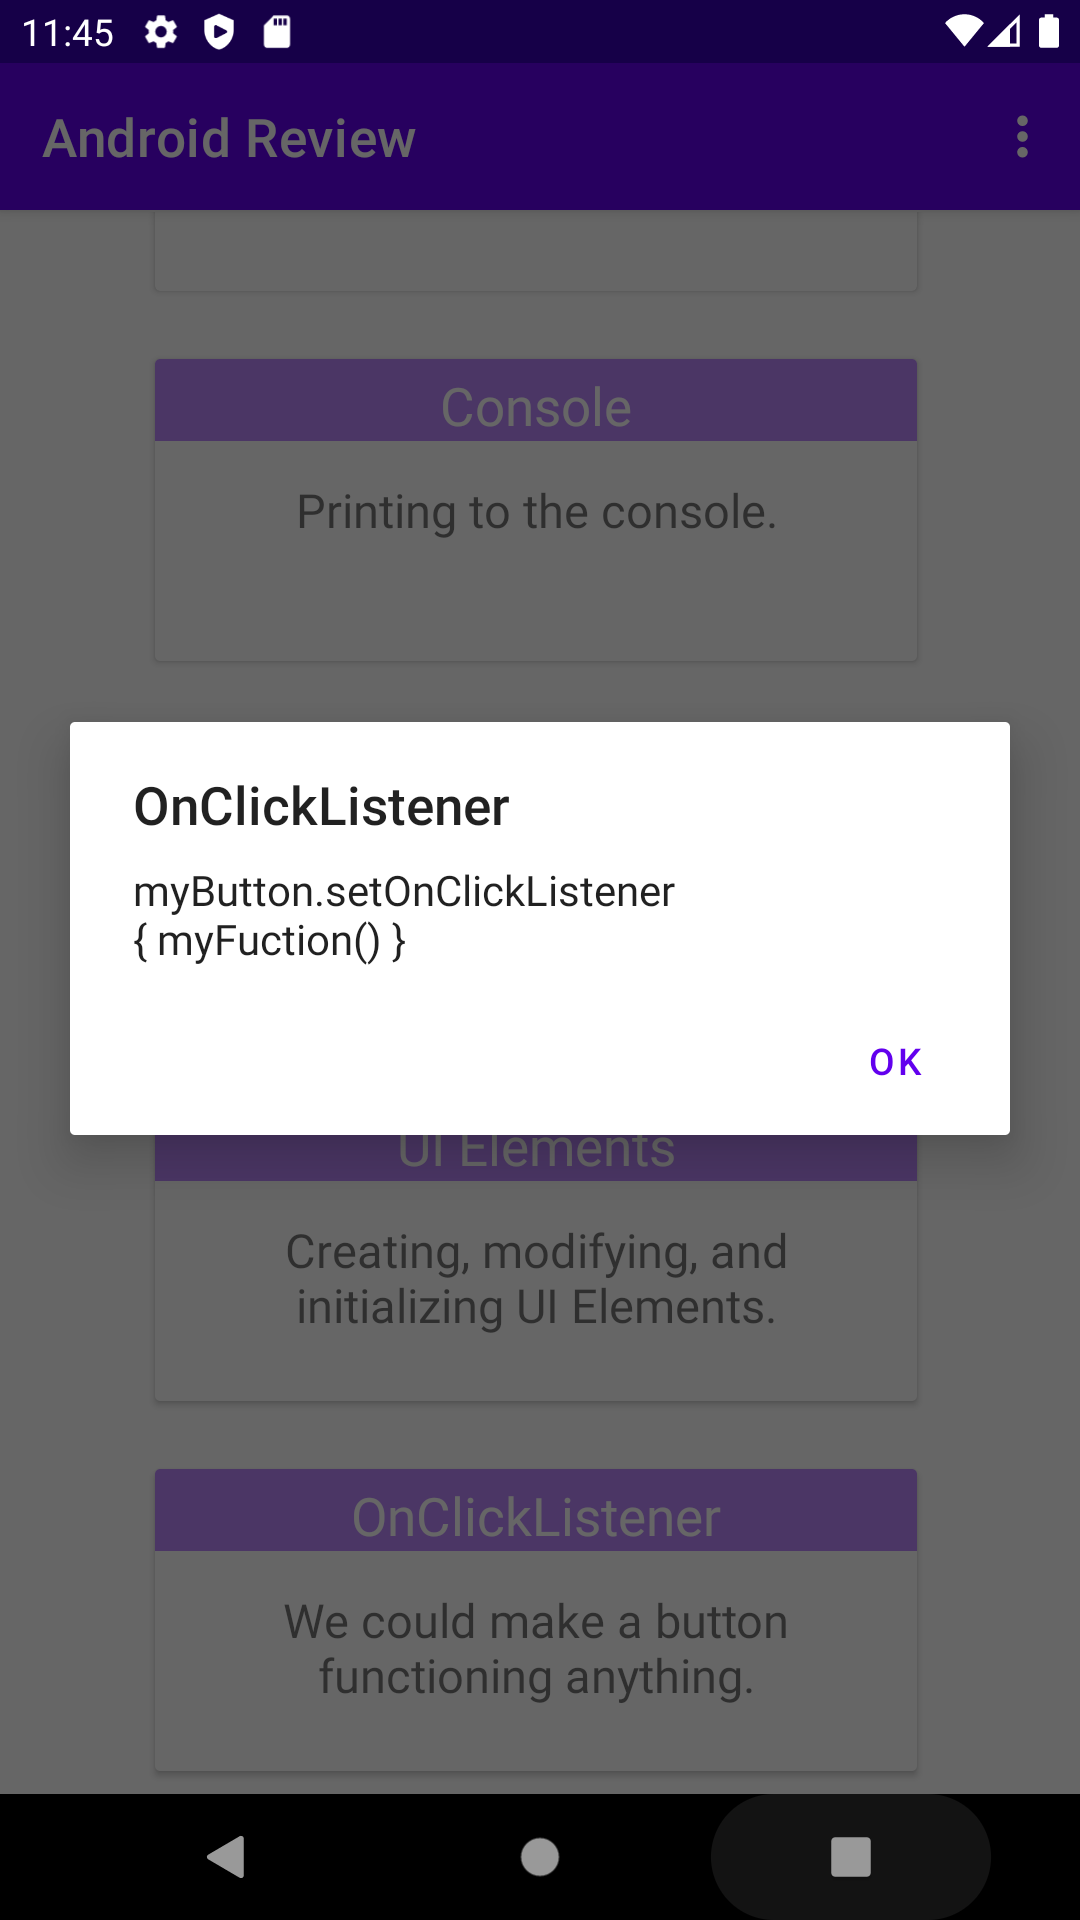 11:45
Android Review
Console
Printing to the console.
OnClickListener
myButton.setOnClickListener
{ myFuction() }
OK
UI Elements
Creating, modifying, and
initializing UI Elements.
OnClickListener
We could make a button
functioning anything.